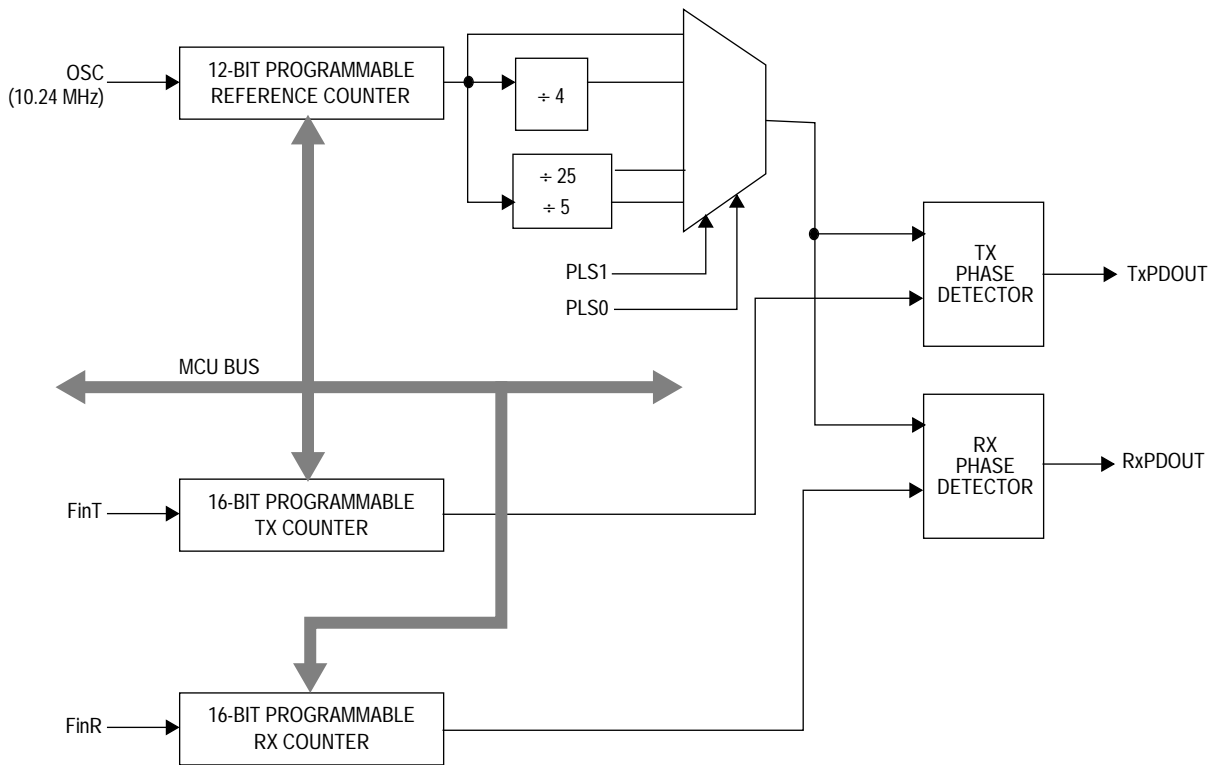 OSC
(10.24 MHz)
12-BIT PROGRAMMABLE
REFERENCE COUNTER
÷ 4
÷ 25
÷ 5
PLS1
PLS0
TX
PHASE
DETECTOR
TxPDOUT
MCU BUS
RX
PHASE
DETECTOR
RxPDOUT
FinT
16-BIT PROGRAMMABLE
TX COUNTER
FinR
16-BIT PROGRAMMABLE
RX COUNTER